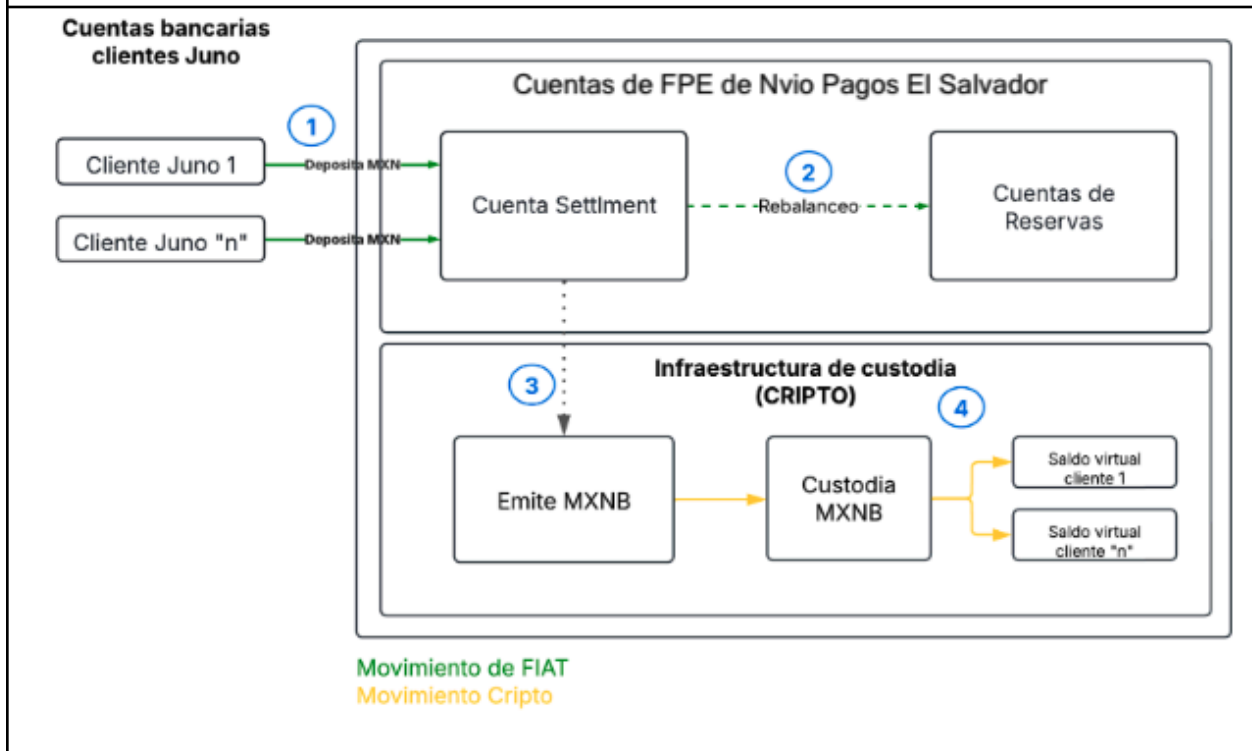 Cuentas bancarias
clientes Juno
Cuentas de FPE de Nvio Pagos El Salvador
1
Cliente Juno 1
Deposita MXN
Cuenta Settlment
2
Rebalanceo
Cuentas de
Reservas
Cliente Juno "n"
Deposita MXN
3
Infraestructura de custodia
(CRIPTO)
4
Emite MXNB
Custodia
MXNB
Saldo virtual
cliente 1
Saldo virtual
cliente "n"
Movimiento de FIAT
Movimiento Cripto